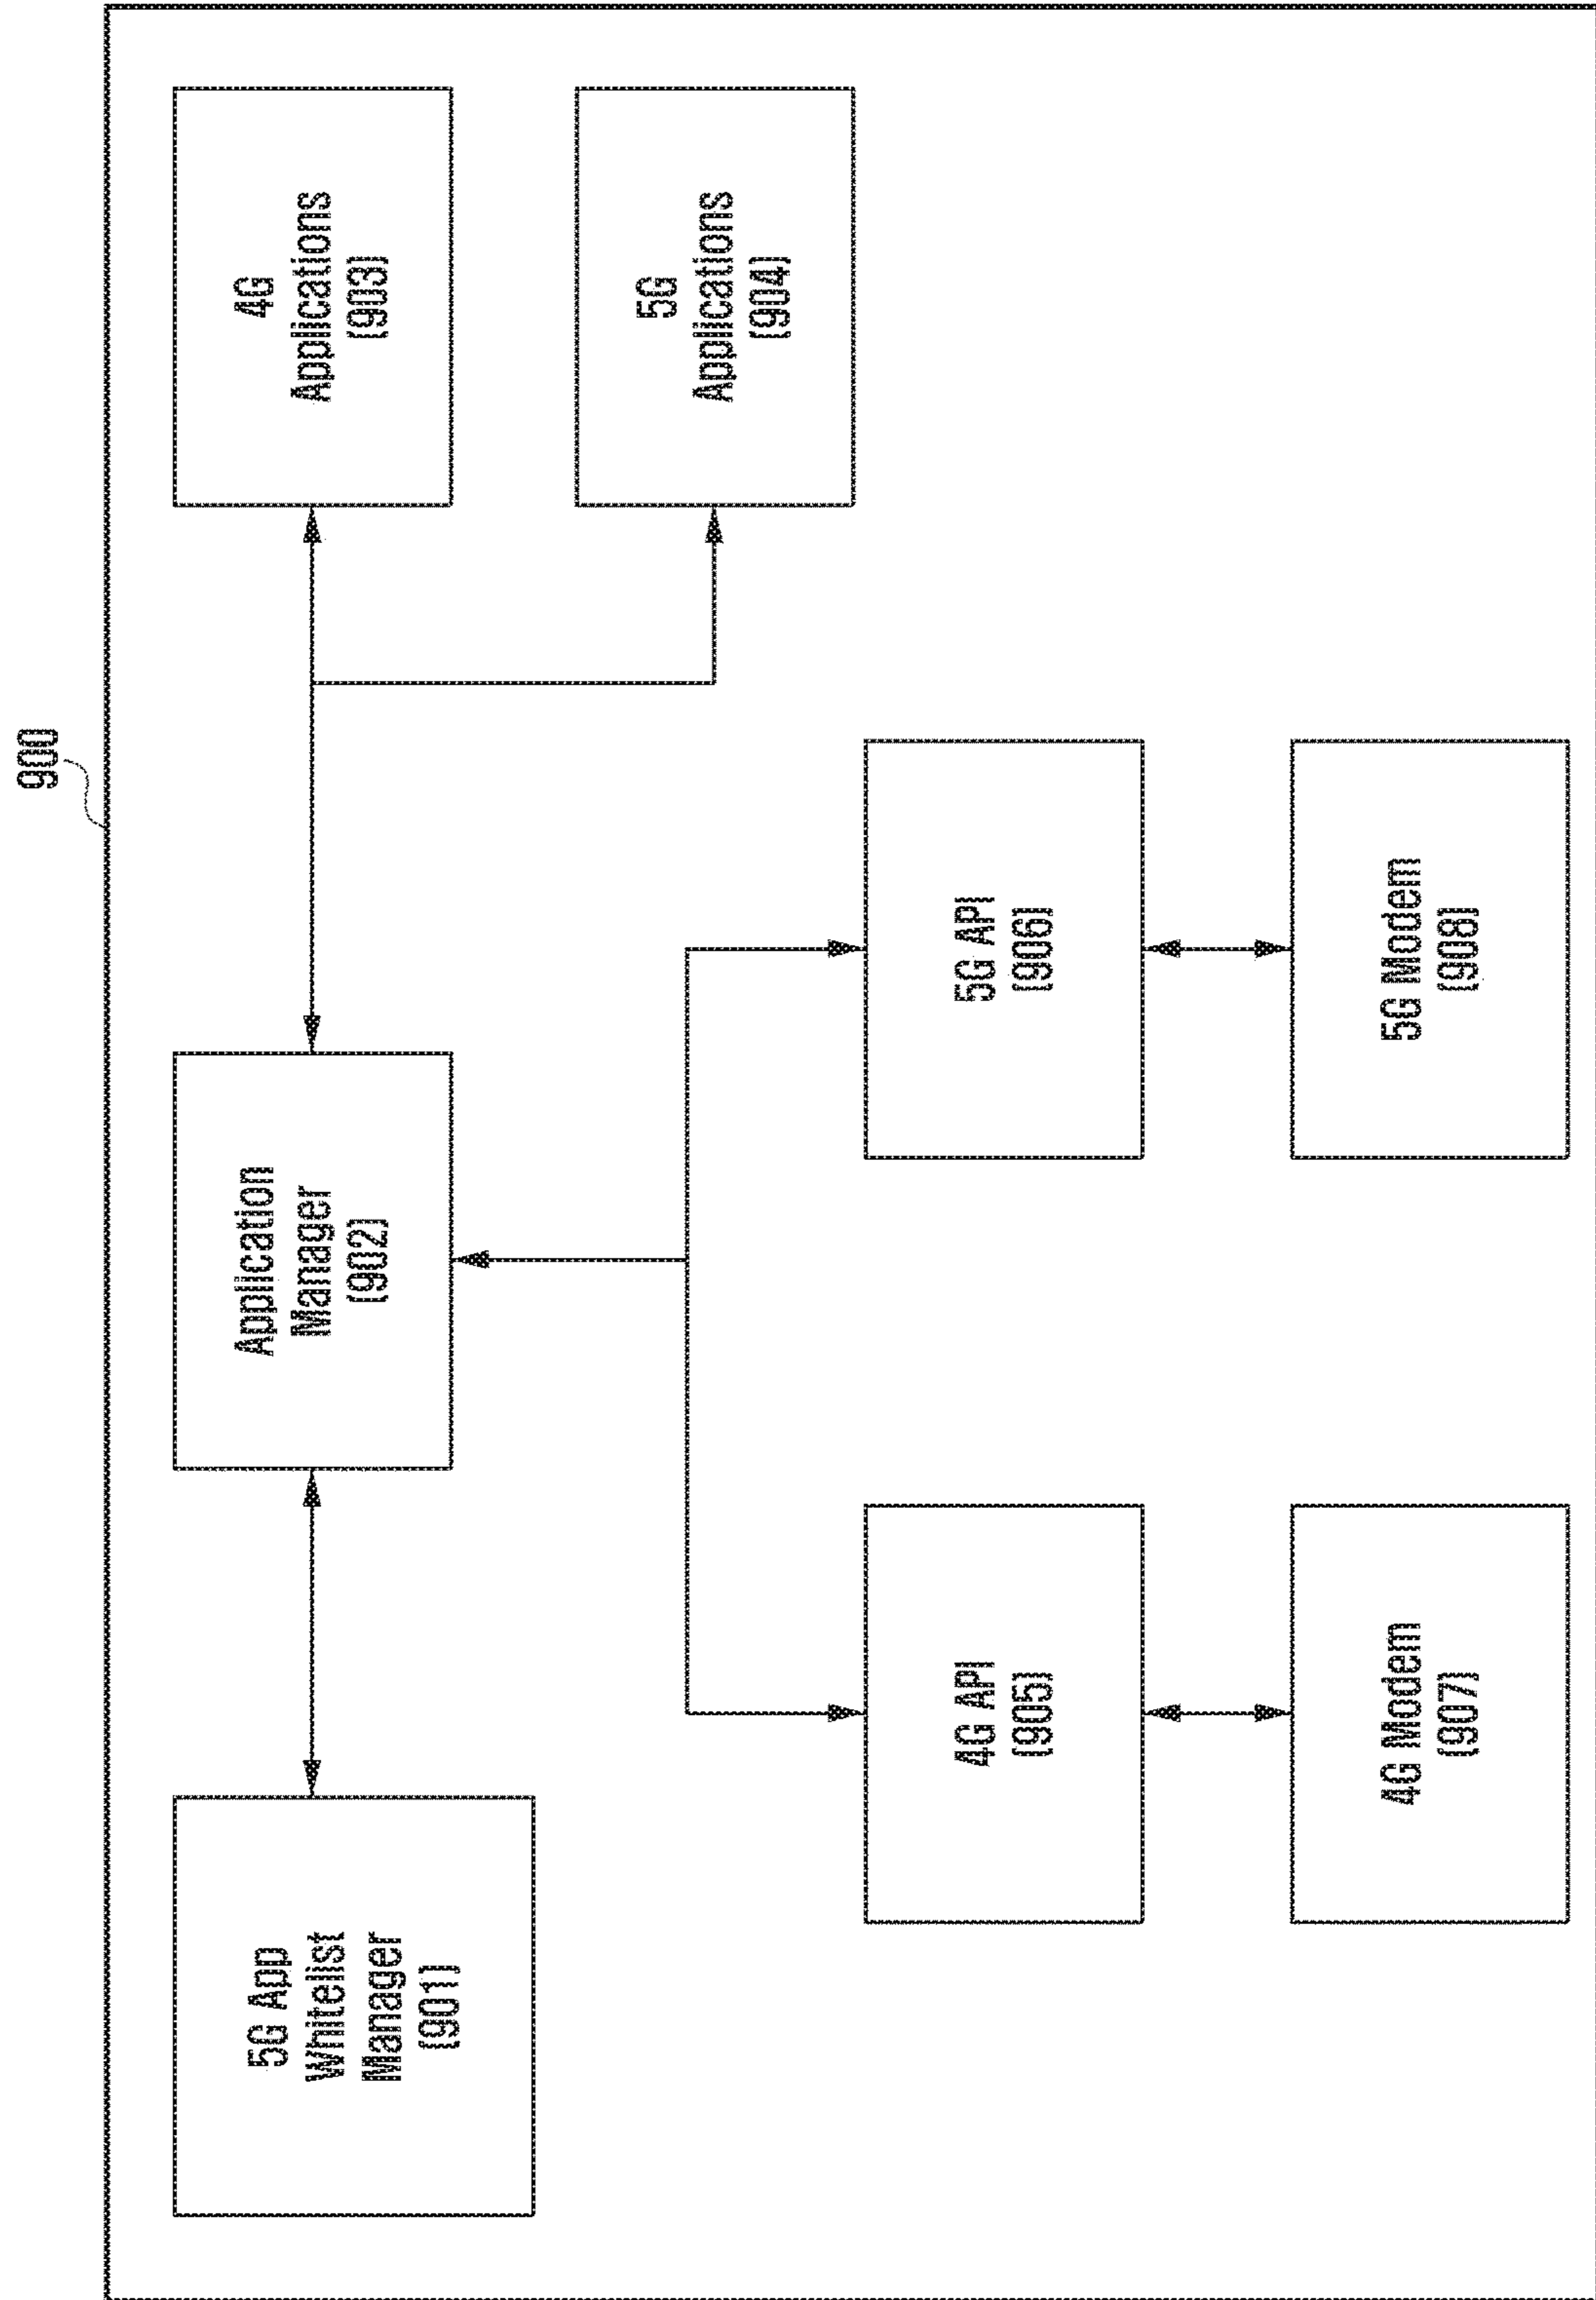 900
5G App
Whitelist
Manager
(901)
Application
Manager
(902)
4G
Applications
(903)
5G
Applications
(904)
4G API
(905)
5G API
(906)
4G Modem
(907)
5G Modem
(908)